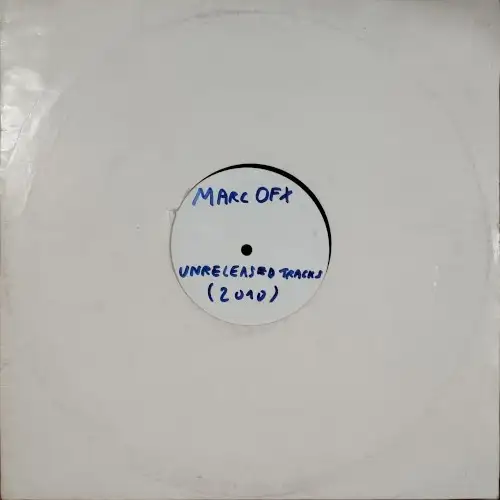 MARC OFX
UNRELEASED TRACKS
(2010)